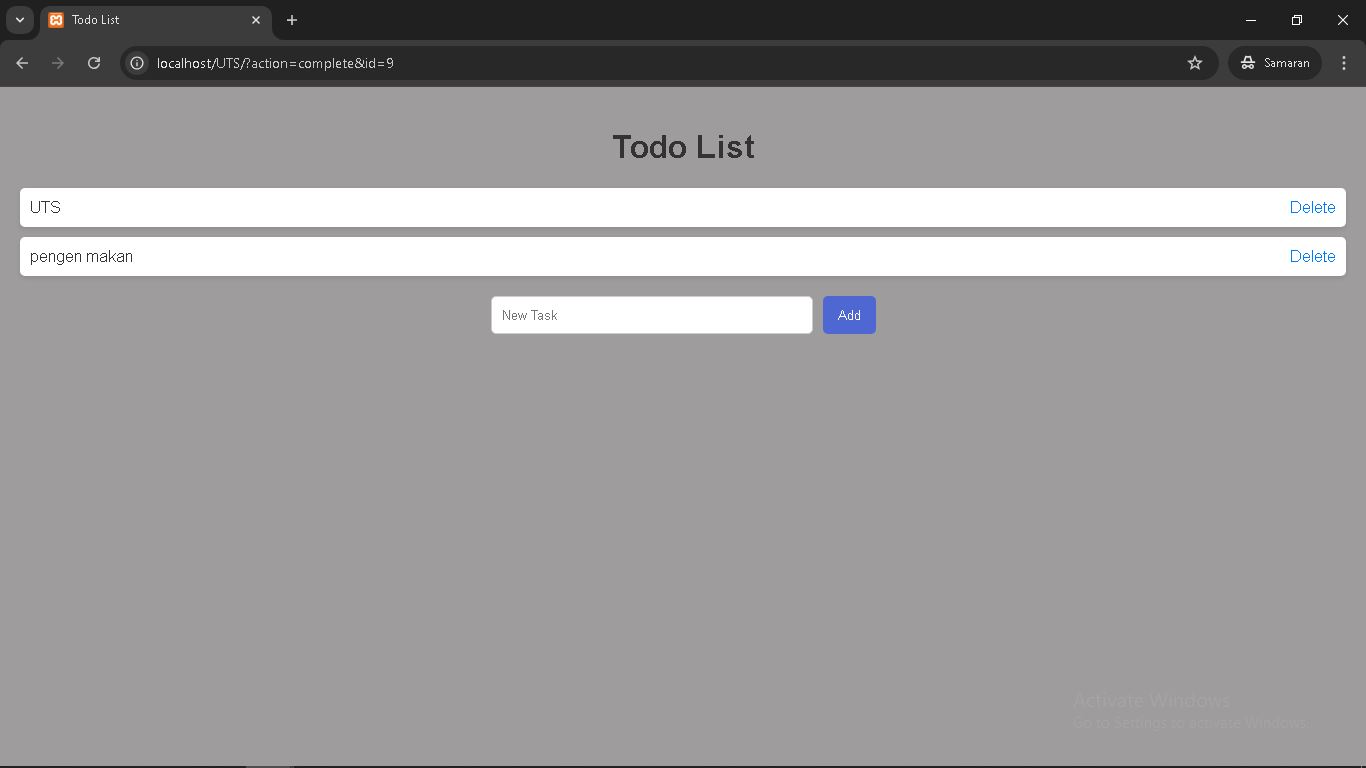 Todo List
localhost/UTS/?action=complete&id=9
Samaran
Todo List
UTS Delete
pengen makan Delete
New Task Add
Activate Windows
Go to Settings to activate Windows.